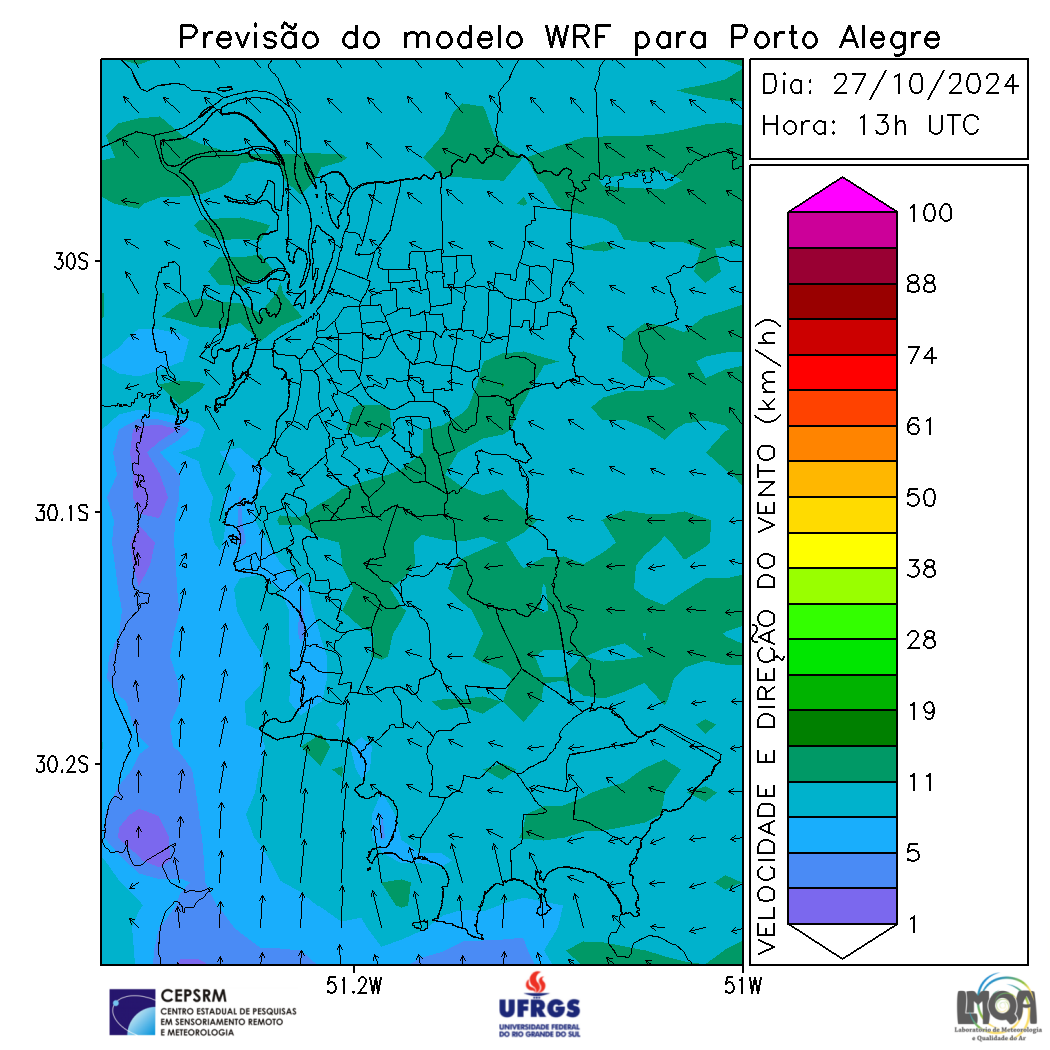 Previsão do modelo WRF para Porto Alegre
Dia: 27/10/2024
Hora: 13h UTC
30S
30.1S
30.2S
51.2W
51W
VELOCIDADE E DIREÇÃO DO VENTO (km/h)
100
88
74
61
50
38
28
19
11
5
1
CEPSRM
CENTRO ESTADUAL DE PESQUISAS
EM SENSORIAMENTO REMOTO
E METEOROLOGIA
UFRGS
UNIVERSIDADE FEDERAL
DO RIO GRANDE DO SUL
LMQA
Laboratório de Meteorologia
e Qualidade do Ar